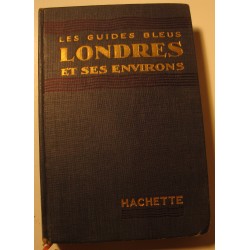 LES GUIDES BLEUS
LONDRES
ET SES ENVIRONS
HACHETTE